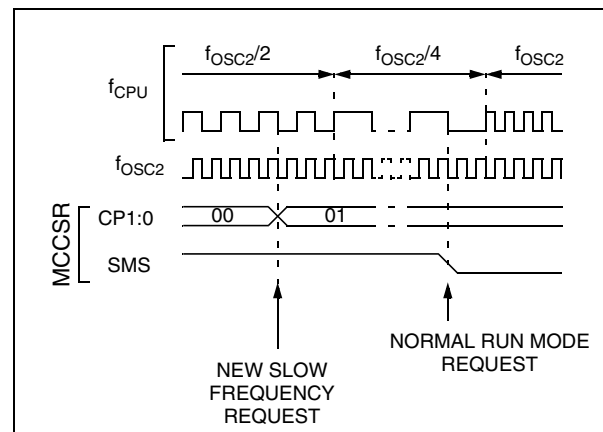 fOSC2/2
fOSC2/4
fOSC2
fCPU
fOSC2
MCCSR
CP1:0
00
01
SMS
NEW SLOW
FREQUENCY
REQUEST
NORMAL RUN MODE
REQUEST